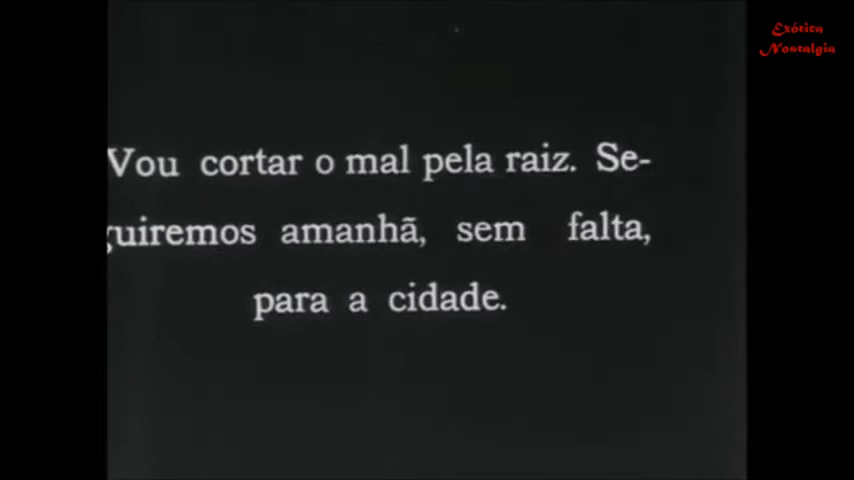 Exótica
Nostalgia
Vou cortar o mal pela raiz. Se-
guiremos amanhã, sem falta,
para a cidade.